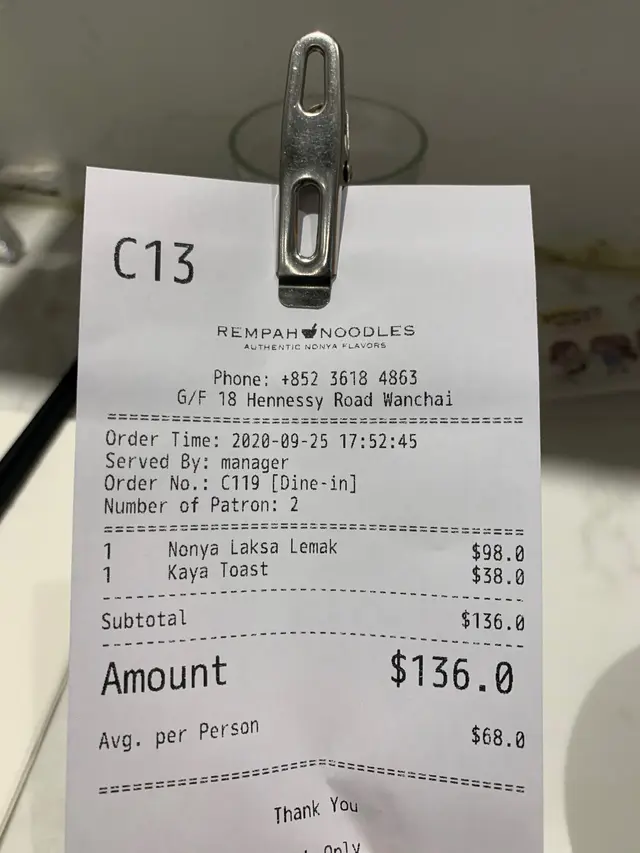 C13
REMPAH NOODLES
AUTHENTIC NONYA FLAVORS
Phone: +852 3618 4863
G/F 18 Hennessy Road Wanchai
Order Time: 2020-09-25 17:52:45
Served By: manager
Order No.: C119 [Dine-in]
Number of Patron: 2
1 Nonya Laksa Lemak $98.0
1 Kaya Toast $38.0
Subtotal $136.0
Amount $136.0
Avg. per Person $68.0
Thank You
Only